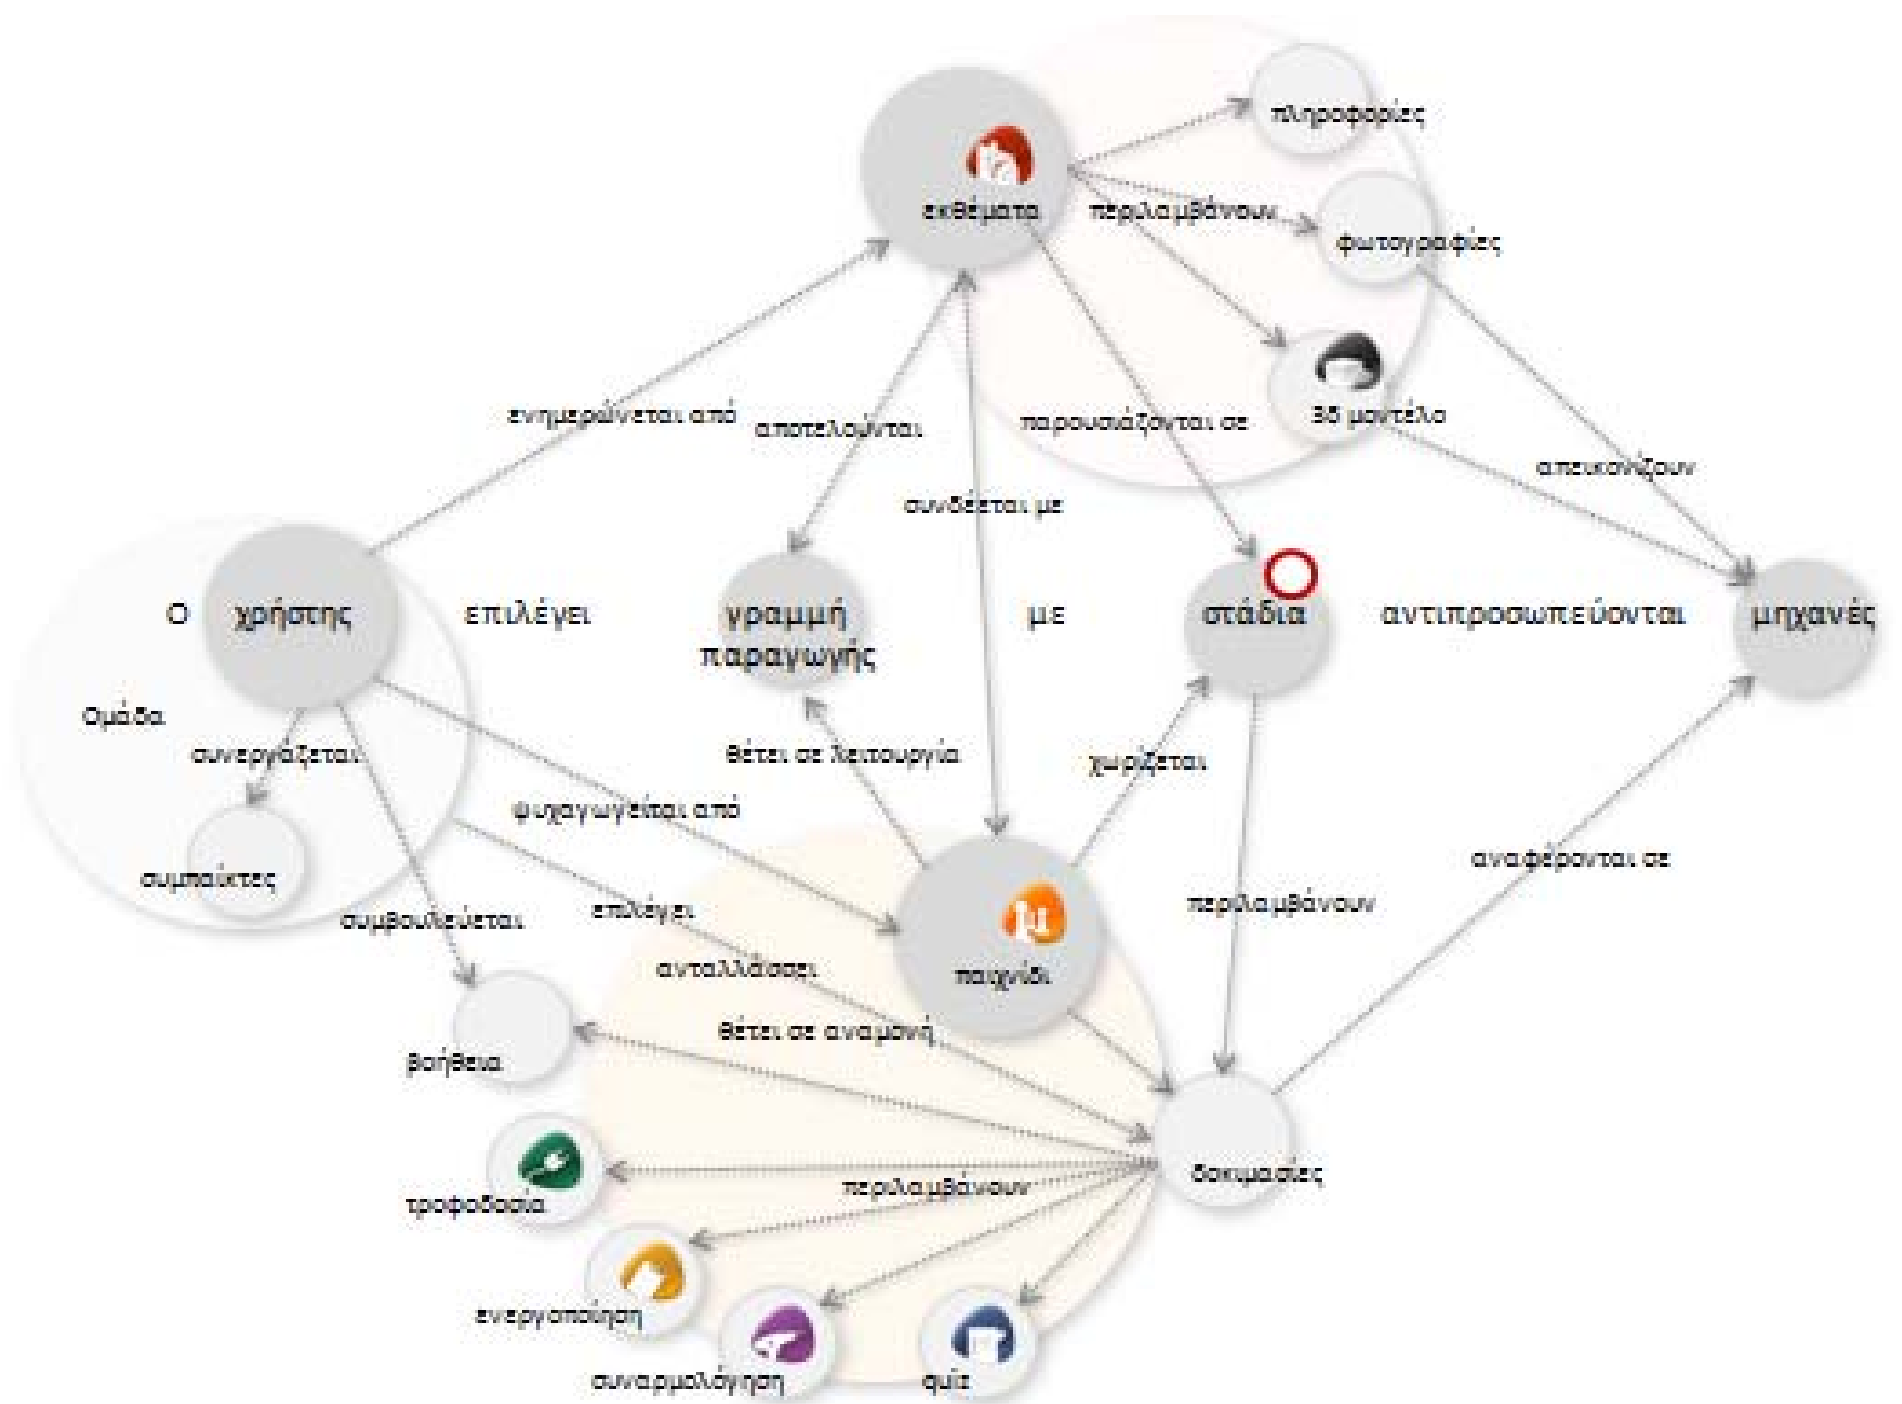 πληροφορίες
εκθέματα
περιλαμβάνουν
φωτογραφίες
ενημερώνεται από
αποτελούνται
παρουσιάζονται σε
3δ μοντέλο
απεικονίζουν
συνδέεται με
Ο χρήστης επιλέγει γραμμή παραγωγής με στάδια αντιπροσωπεύονται μηχανές
Ομάδα
συνεργάζεται
θέτει σε λειτουργία
χωρίζεται
ψυχαγωγείται από
συμπαίκτες
αναφέρονται σε
συμβουλεύεται
επιλέγει
περιλαμβάνουν
ανταλλάσσει
παιχνίδι
θέτει σε αναμονή
βοήθεια
δοκιμασίες
περιλαμβάνουν
τροφοδοσία
ενεργοποίηση
συναρμολόγηση
quiz